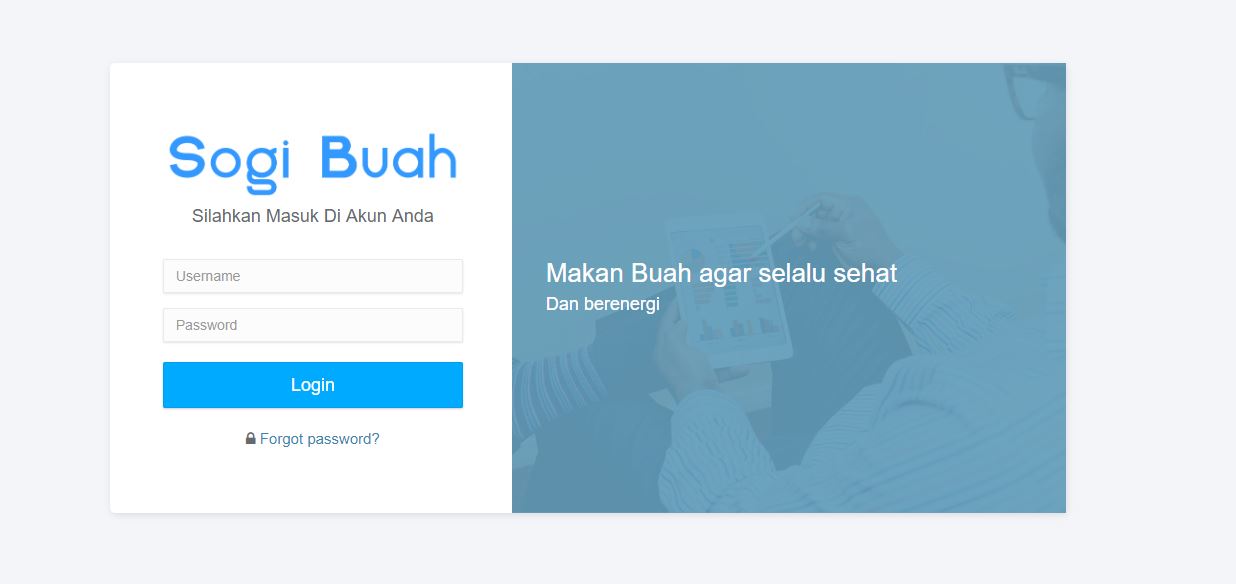 Sogi Buah
Silahkan Masuk Di Akun Anda
Username
Password
Login
Forgot password?
Makan Buah agar selalu sehat
Dan berenergi